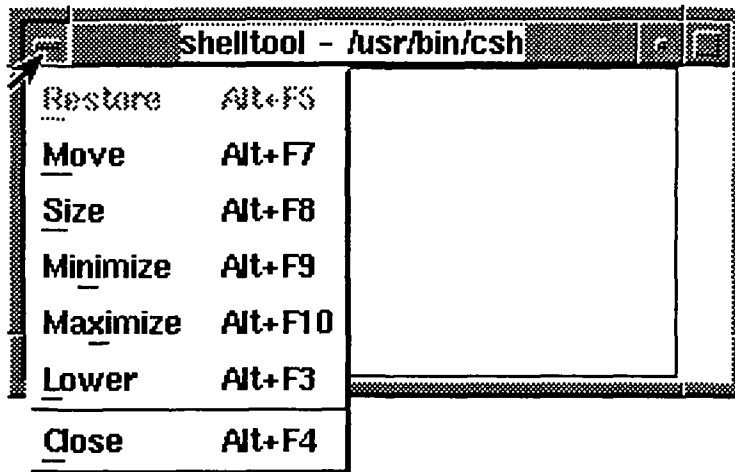 shelltool - /usr/bin/csh
Restore Alt+F5
Move Alt+F7
Size Alt+F8
Minimize Alt+F9
Maximize Alt+F10
Lower Alt+F3
Close Alt+F4